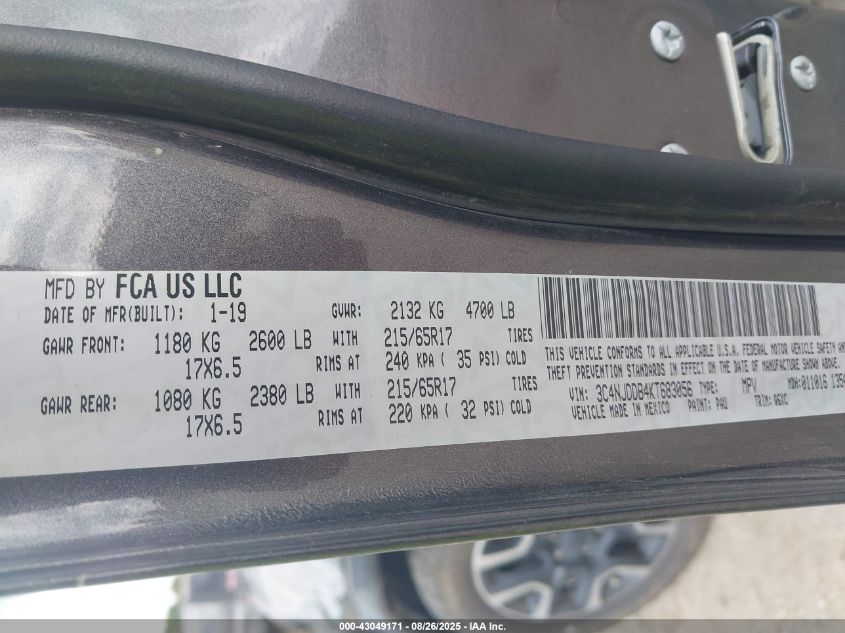 MFD BY FCA US LLC
DATE OF MFR(BUILT): 1-19 GVWR: 2132 KG 4700 LB
GAWR FRONT: 1180 KG 2600 LB WITH 215/65R17 TIRES
17X6.5 RIMS AT 240 KPA ( 35 PSI) COLD
GAWR REAR: 1080 KG 2380 LB WITH 215/65R17 TIRES
17X6.5 RIMS AT 220 KPA ( 32 PSI) COLD
THIS VEHICLE CONFORMS TO ALL APPLICABLE U.S.A. FEDERAL MOTOR VEHICLE SAFETY AND
THEFT PREVENTION STANDARDS IN EFFECT ON THE DATE OF MANUFACTURE SHOWN ABOVE.
VIN: 3C4NJDDB4KT683056 TYPE: MPV MDH:011016
VEHICLE MADE IN MEXICO PAINT: PAU TRIM: A6XC
000-43049171 - 08/26/2025 - IAA Inc.